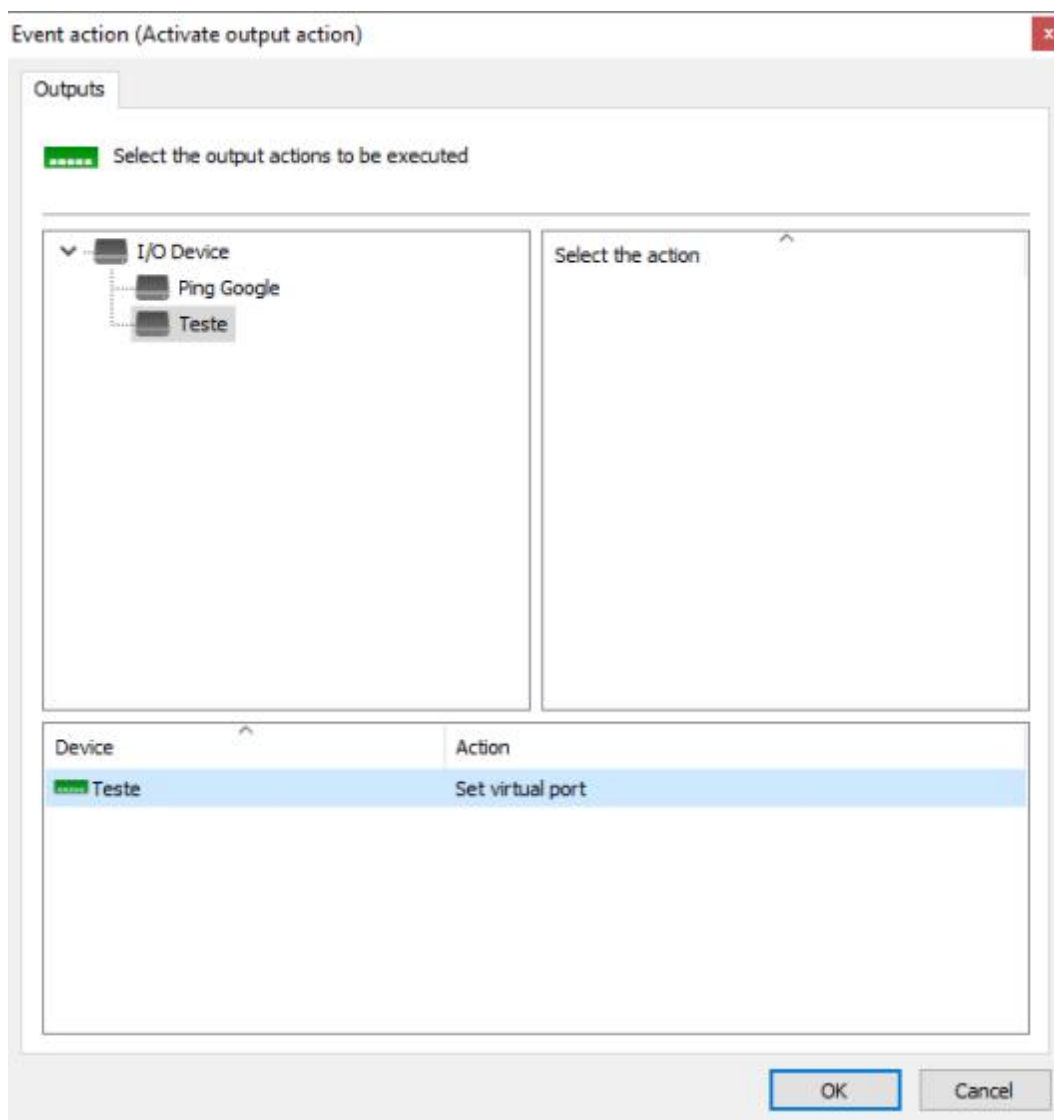 Event action (Activate output action)
x
Outputs
Select the output actions to be executed
I/O Device
Ping Google
Teste
Select the action
Device Action
Teste Set virtual port
OK Cancel